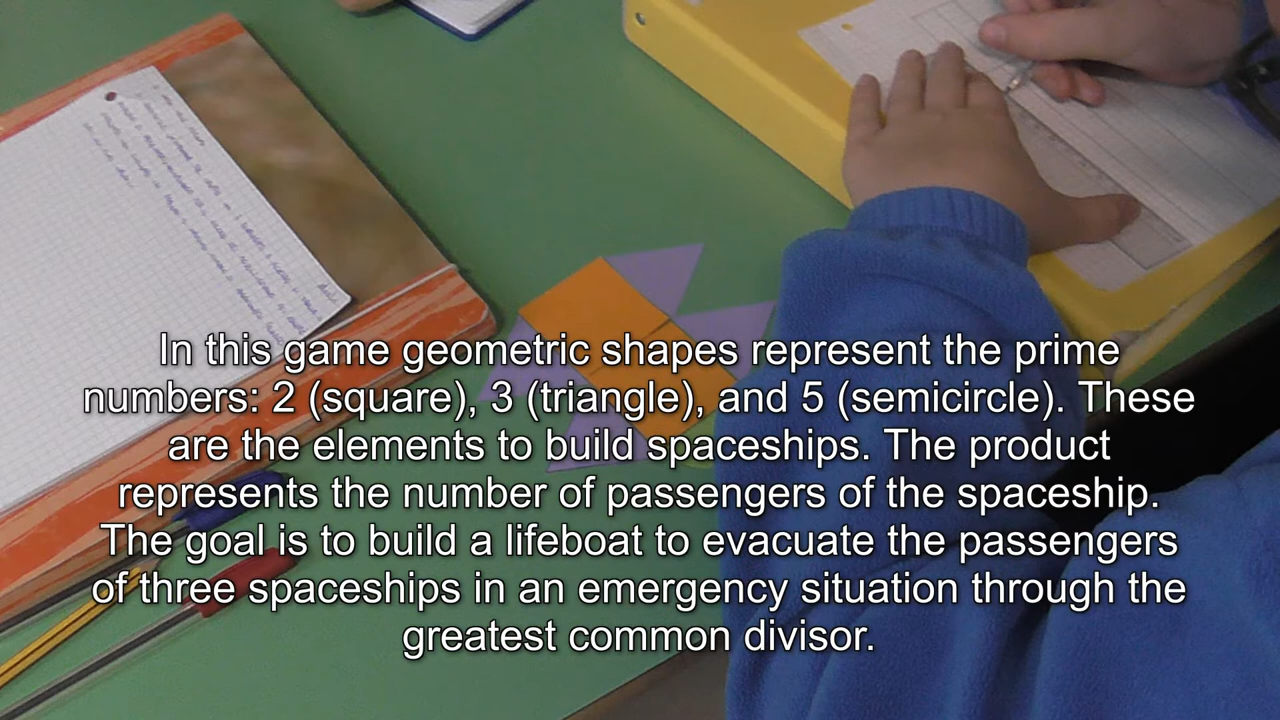 In this game geometric shapes represent the prime
numbers: 2 (square), 3 (triangle), and 5 (semicircle). These
are the elements to build spaceships. The product
represents the number of passengers of the spaceship.
The goal is to build a lifeboat to evacuate the passengers
of three spaceships in an emergency situation through the
greatest common divisor.